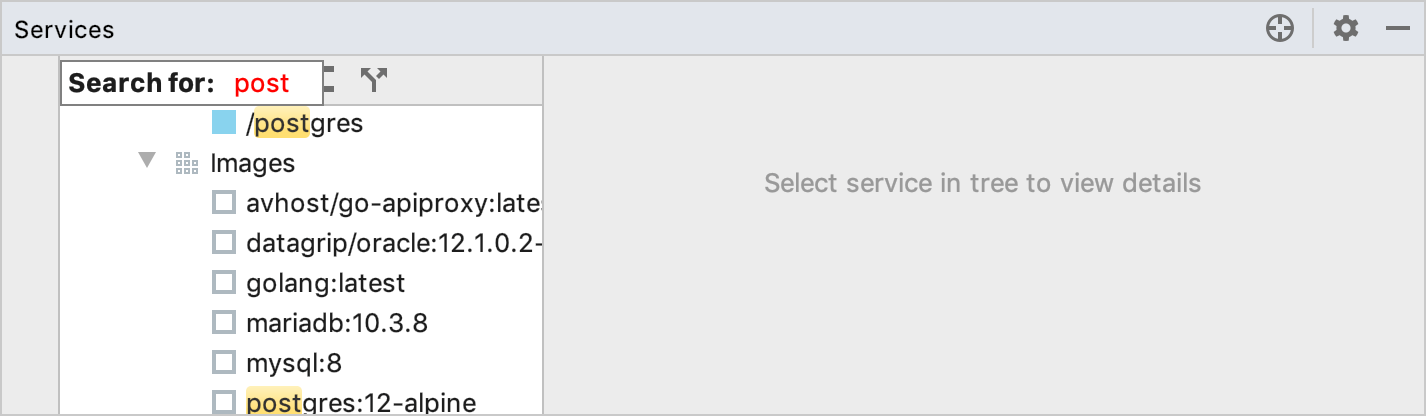 Services
Search for: post
/postgres
Images
Select service in tree to view details
avhost/go-apiproxy:late
datagrip/oracle:12.1.0.2-
golang:latest
mariadb:10.3.8
mysql:8
postgres:12-alpine